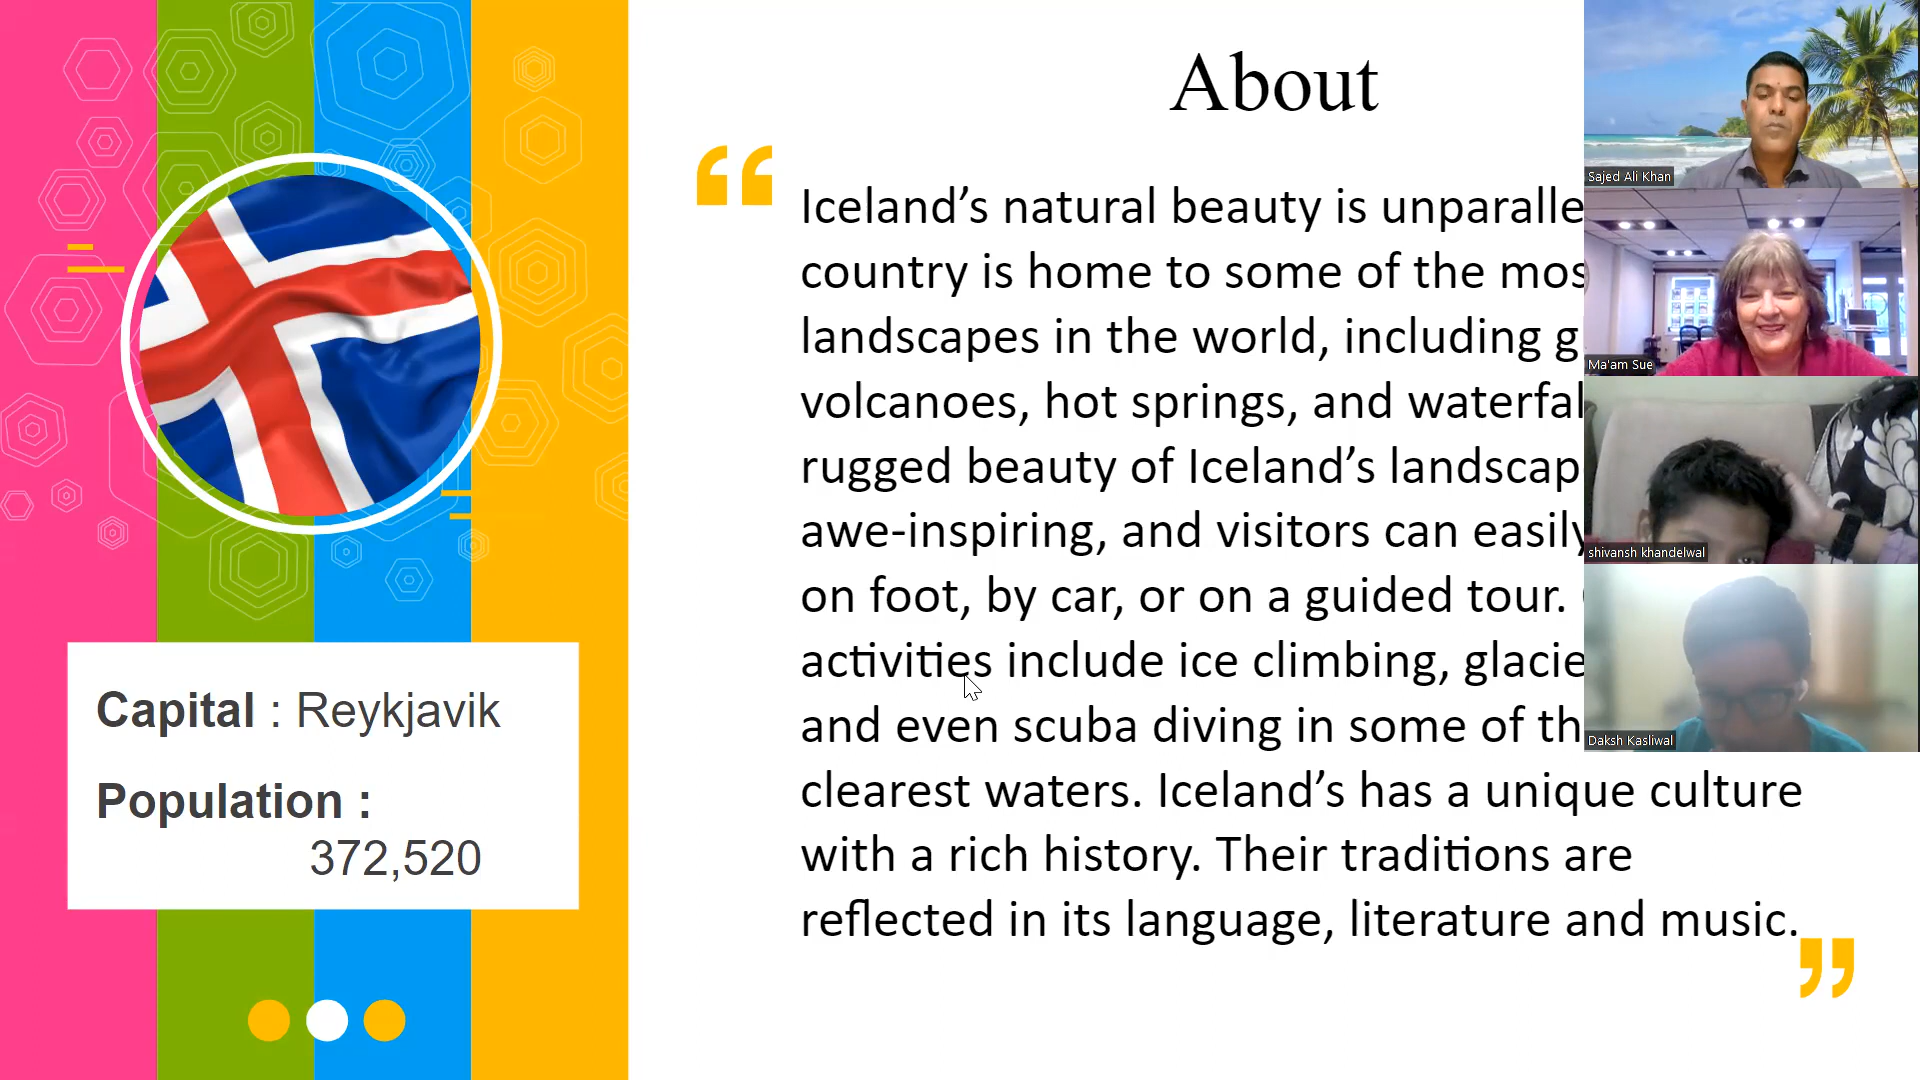 About
“
Iceland’s natural beauty is unparalle
country is home to some of the mos
landscapes in the world, including g
volcanoes, hot springs, and waterfal
rugged beauty of Iceland’s landscap
awe-inspiring, and visitors can easily
on foot, by car, or on a guided tour.
activities include ice climbing, glacie
and even scuba diving in some of th
clearest waters. Iceland’s has a unique culture
with a rich history. Their traditions are
reflected in its language, literature and music.
”
Capital : Reykjavik
Population :
372,520
Sajed Ali Khan
Ma'am Sue
shivansh khandelwal
Daksh Kasliwal